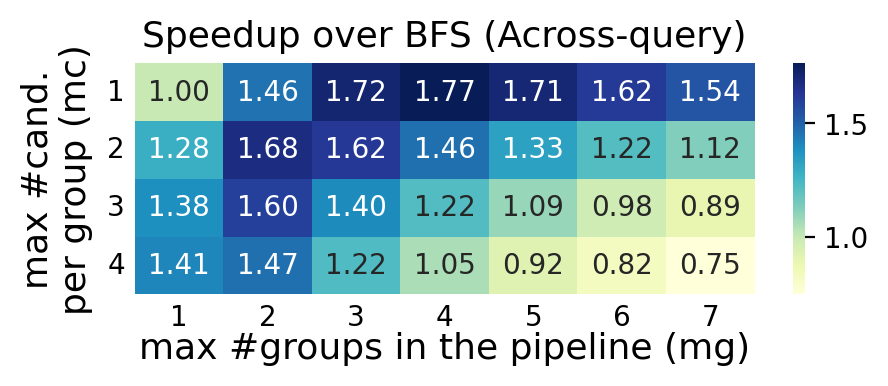 Speedup over BFS (Across-query)
max #cand.
per group (mc)
1 1.00 1.46 1.72 1.77 1.71 1.62 1.54
2 1.28 1.68 1.62 1.46 1.33 1.22 1.12
3 1.38 1.60 1.40 1.22 1.09 0.98 0.89
4 1.41 1.47 1.22 1.05 0.92 0.82 0.75
1 2 3 4 5 6 7
max #groups in the pipeline (mg)
1.5
1.0